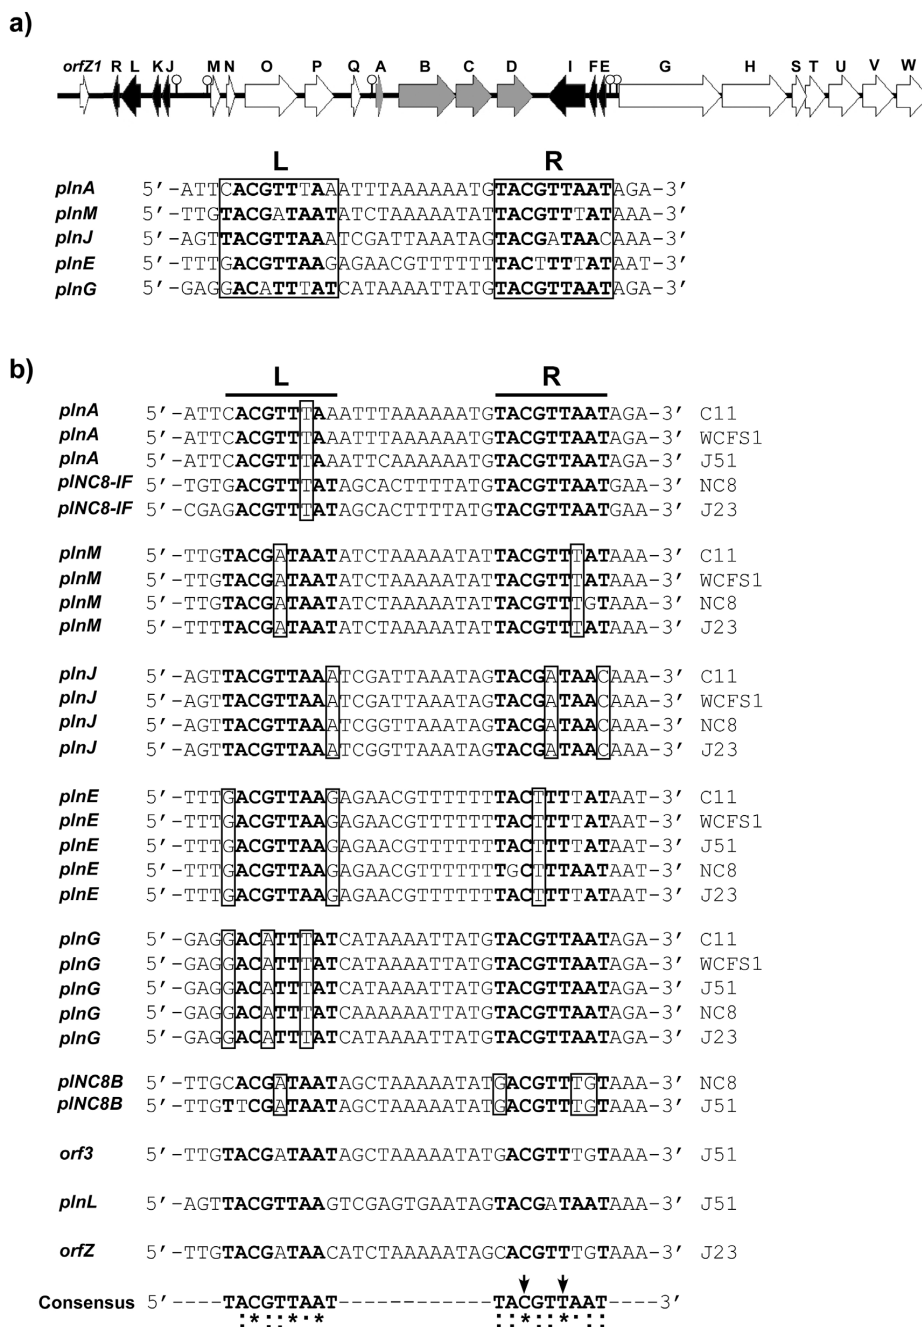 a)
orfZ1 R L K J M N O P Q A B C D I F E G H S T U V W
L R
plnA 5′-ATTCACGTTTAAATTTAAAAAATGTACGTTAATAGA-3′
plnM 5′-TTGTACGATAATATCTAAAAATATTACGTTTATAAA-3′
plnJ 5′-AGTTACGTTAAATCGATTAAATAGTACGATAACAAA-3′
plnE 5′-TTTGACGTTAAGAGAACGTTTTTTTACTTTTATAAT-3′
plnG 5′-GAGGACATTTATCATAAAATTATGTACGTTAATAGA-3′
b)
L R
plnA 5′-ATTCACGTTTAAATTTAAAAAATGTACGTTAATAGA-3′ C11
plnA 5′-ATTCACGTTTAAATTTAAAAAATGTACGTTAATAGA-3′ WCFS1
plnA 5′-ATTCACGTTTAAATTCAAAAAATGTACGTTAATAGA-3′ J51
plNC8-IF 5′-TGTGACGTTTATAGCACTTTTATGTACGTTAATGAA-3′ NC8
plNC8-IF 5′-CGAGACGTTTATAGCACTTTTATGTACGTTAATGAA-3′ J23
plnM 5′-TTGTACGATAATATCTAAAAATATTACGTTTATAAA-3′ C11
plnM 5′-TTGTACGATAATATCTAAAAATATTACGTTTATAAA-3′ WCFS1
plnM 5′-TTGTACGATAATATCTAAAAATATTACGTTTGTAAA-3′ NC8
plnM 5′-TTTTACGATAATATCTAAAAATATTACGTTTATAAA-3′ J23
plnJ 5′-AGTTACGTTAAATCGATTAAATAGTACGATAACAAA-3′ C11
plnJ 5′-AGTTACGTTAAATCGATTAAATAGTACGATAACAAA-3′ WCFS1
plnJ 5′-AGTTACGTTAAATCGGTTAAATAGTACGATAACAAA-3′ NC8
plnJ 5′-AGTTACGTTAAATCGGTTAAATAGTACGATAACAAA-3′ J23
plnE 5′-TTTGACGTTAAGAGAACGTTTTTTTACTTTTATAAT-3′ C11
plnE 5′-TTTGACGTTAAGAGAACGTTTTTTTACTTTTATAAT-3′ WCFS1
plnE 5′-TTTGACGTTAAGAGAACGTTTTTTTACTTTTATAAT-3′ J51
plnE 5′-TTTGACGTTAAGAGAACGTTTTTTTGCTTTAATAAT-3′ NC8
plnE 5′-TTTGACGTTAAGAGAACGTTTTTTTACTTTTATAAT-3′ J23
plnG 5′-GAGGACATTTATCATAAAATTATGTACGTTAATAGA-3′ C11
plnG 5′-GAGGACATTTATCATAAAATTATGTACGTTAATAGA-3′ WCFS1
plnG 5′-GAGGACATTTATCATAAAATTATGTACGTTAATAGA-3′ J51
plnG 5′-GAGGACATTTATCAAAAAATTATGTACGTTAATAGA-3′ NC8
plnG 5′-GAGGACATTTATCATAAAATTATGTACGTTAATAGA-3′ J23
plNC8B 5′-TTGCACGATAATAGCTAAAAATATGACGTTTGTAAA-3′ NC8
plNC8B 5′-TTGTTCGATAATAGCTAAAAATATGACGTTTGTAAA-3′ J51
orf3 5′-TTGTACGATAATAGCTAAAAATATGACGTTTGTAAA-3′ J51
plnL 5′-AGTTACGTTAAGTCGAGTGAATAGTACGATAATAAA-3′ J51
orfZ 5′-TTGTACGATAACATCTAAAAATAGCACGTTTGTAAA-3′ J23
Consensus 5′----TACGTTAAT------------TACGTTAAT----3′
:*::*·* :·*:·*·::